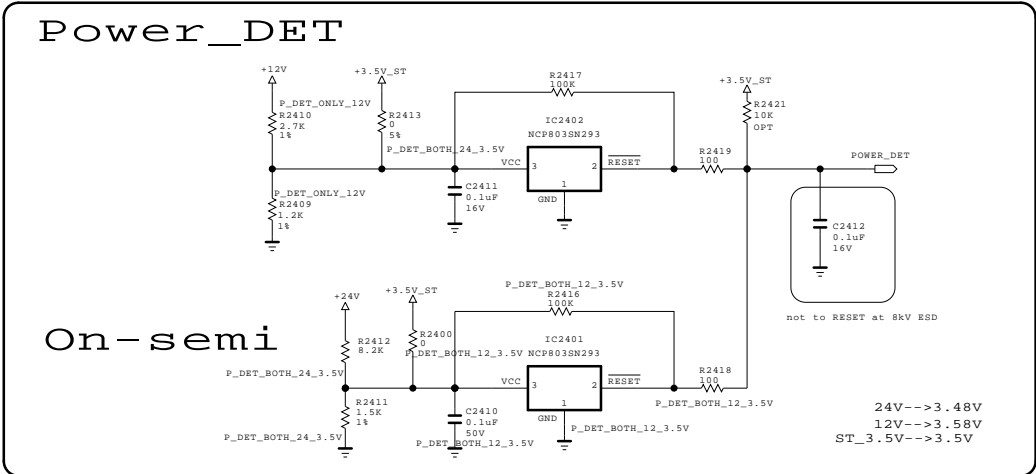 Power_DET
+12V
+3.5V_ST
R2417
100K
+3.5V_ST
P_DET_ONLY_12V
R2410
2.7K
1%
R2413
0
5%
R2421
10K
OPT
IC2402
NCP803SN293
P_DET_BOTH_24_3.5V
VCC
3
2
RESET
1
GND
R2419
100
POWER_DET
P_DET_ONLY_12V
R2409
1.2K
1%
C2411
0.1uF
16V
C2412
0.1uF
16V
not to RESET at 8kV ESD
On-semi
+24V
+3.5V_ST
P_DET_BOTH_12_3.5V
R2416
100K
R2412
8.2K
R2400
0
P_DET_BOTH_12_3.5V
IC2401
NCP803SN293
P_DET_BOTH_24_3.5V
VCC
3
2
RESET
1
GND
R2418
100
P_DET_BOTH_12_3.5V
R2411
1.5K
1%
P_DET_BOTH_24_3.5V
C2410
0.1uF
50V
P_DET_BOTH_12_3.5V
P_DET_BOTH_12_3.5V
24V-->3.48V
12V-->3.58V
ST_3.5V-->3.5V